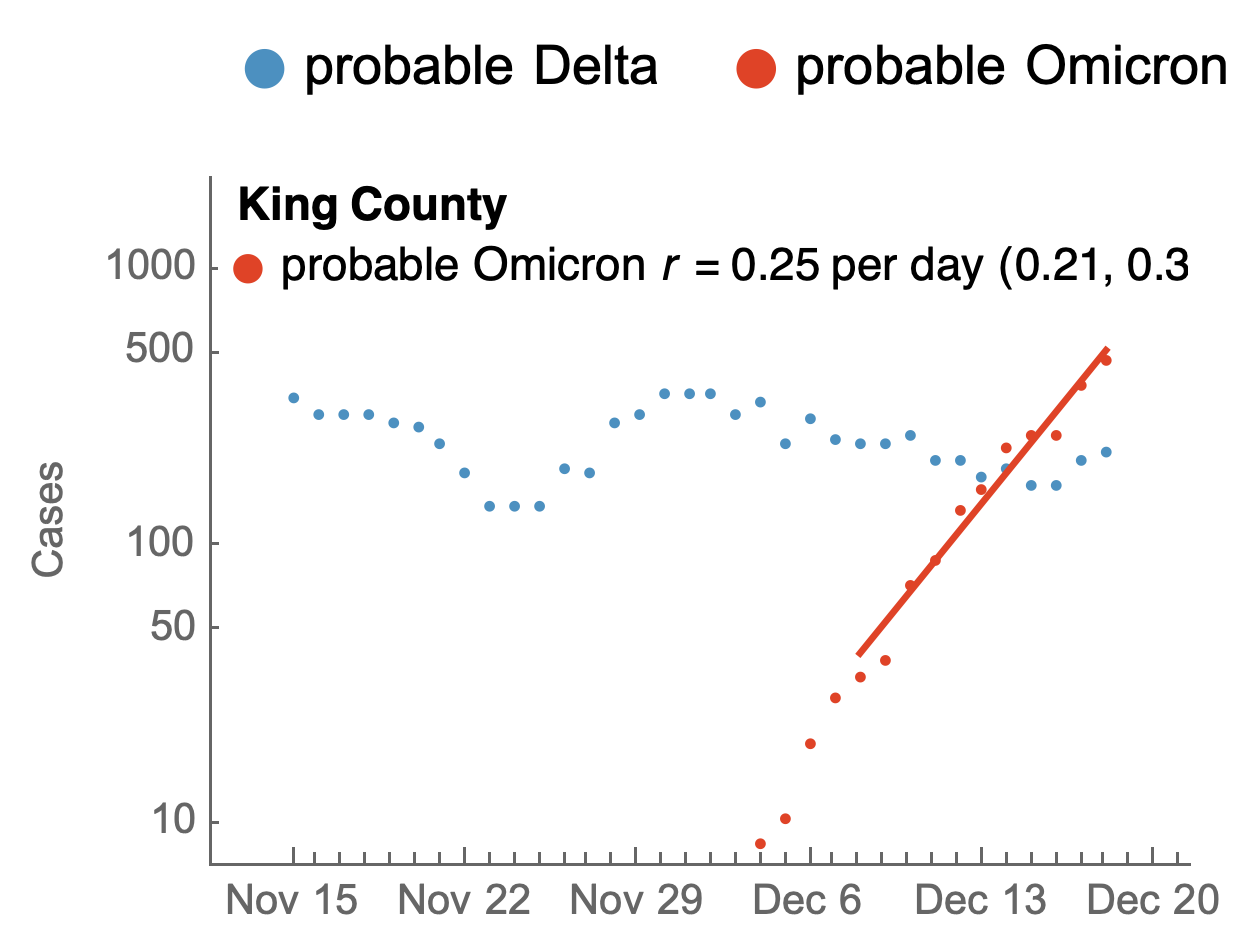 probable Delta probable Omicron
King County
probable Omicron r = 0.25 per day (0.21, 0.3
1000
500
100
50
10
Cases
Nov 15 Nov 22 Nov 29 Dec 6 Dec 13 Dec 20